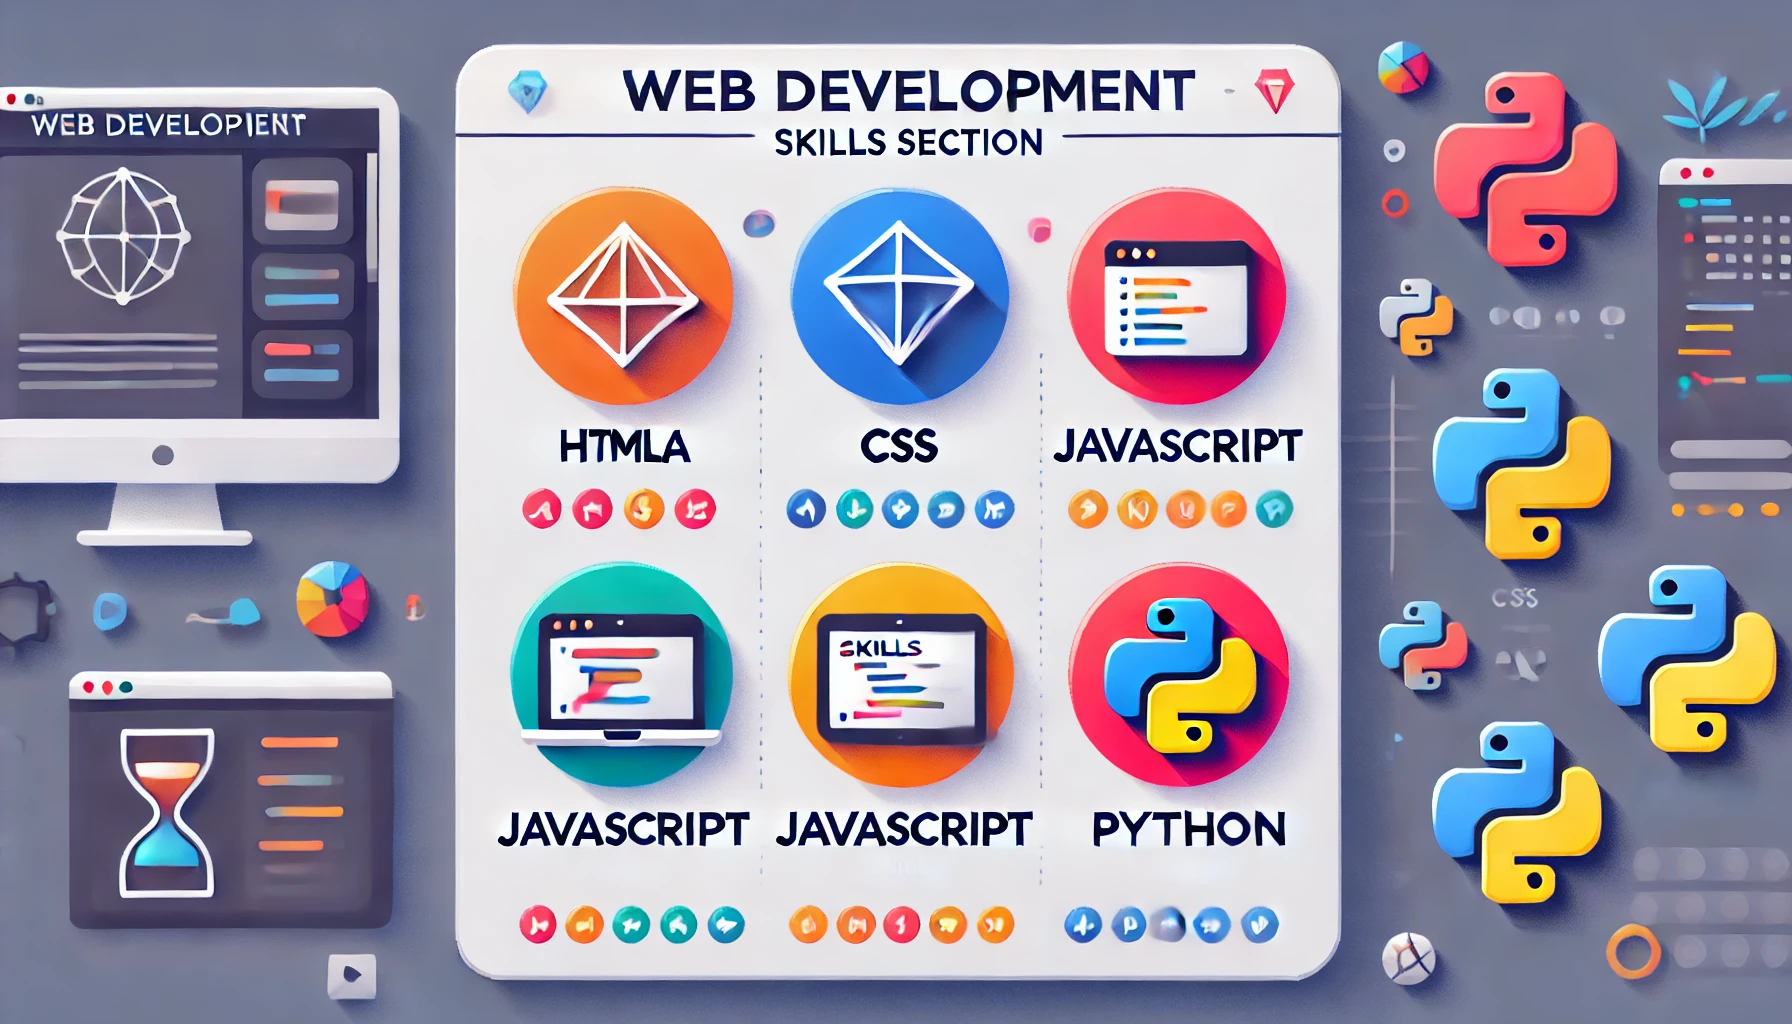 WEB DEVELOPIENT
WEB DEVELOPMENT
SKILLS SECTION
HTMLA
CSS
JAVASCRIPT
SKILLS
JAVASCRIPT
JAVASCRIPT
PYTHON
CSS